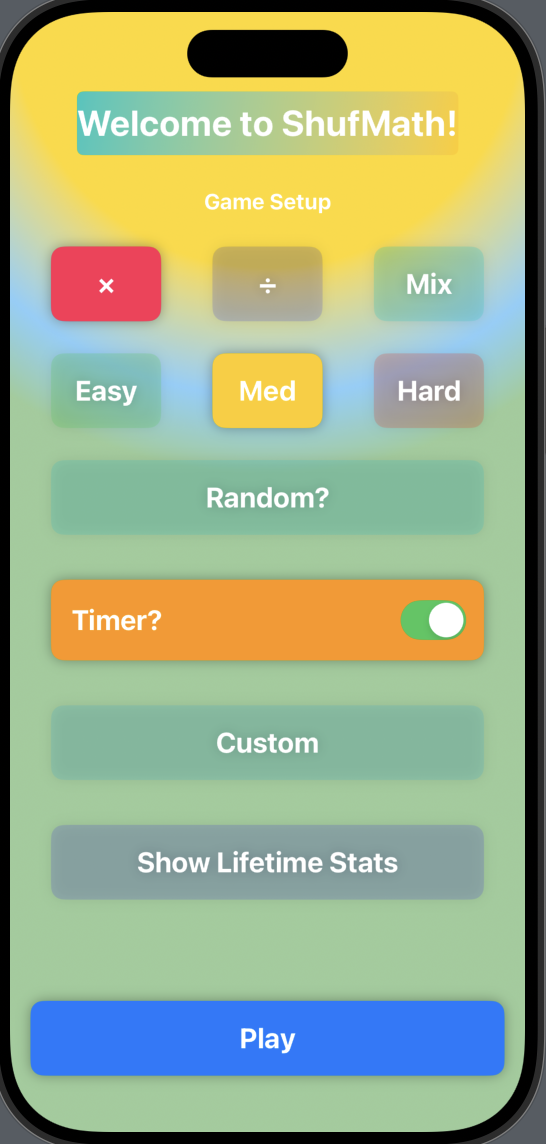 Welcome to ShufMath!
Game Setup
× ÷ Mix
Easy Med Hard
Random?
Timer?
Custom
Show Lifetime Stats
Play